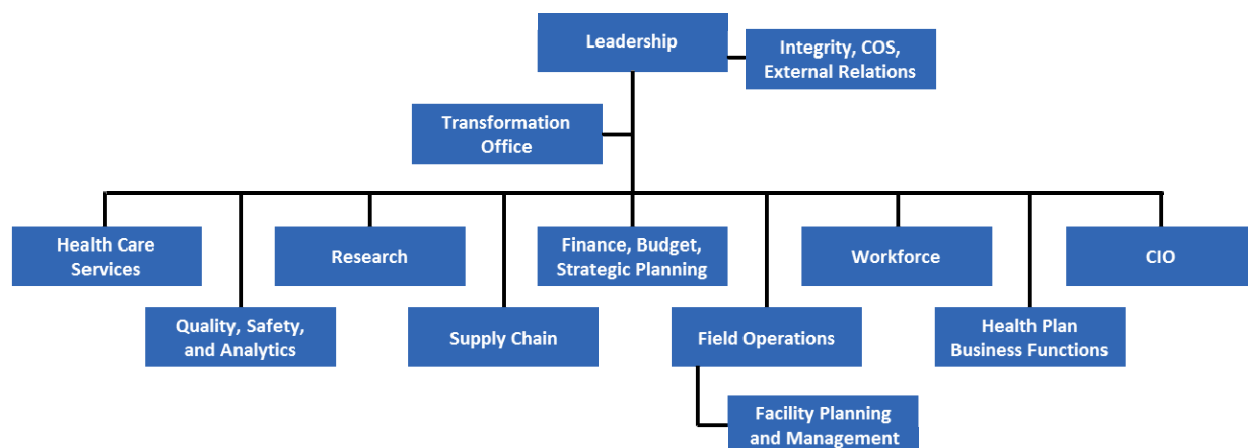 Leadership
Integrity, COS,
External Relations
Transformation
Office
Health Care
Services
Research
Finance, Budget,
Strategic Planning
Workforce
CIO
Quality, Safety,
and Analytics
Supply Chain
Field Operations
Health Plan
Business Functions
Facility Planning
and Management